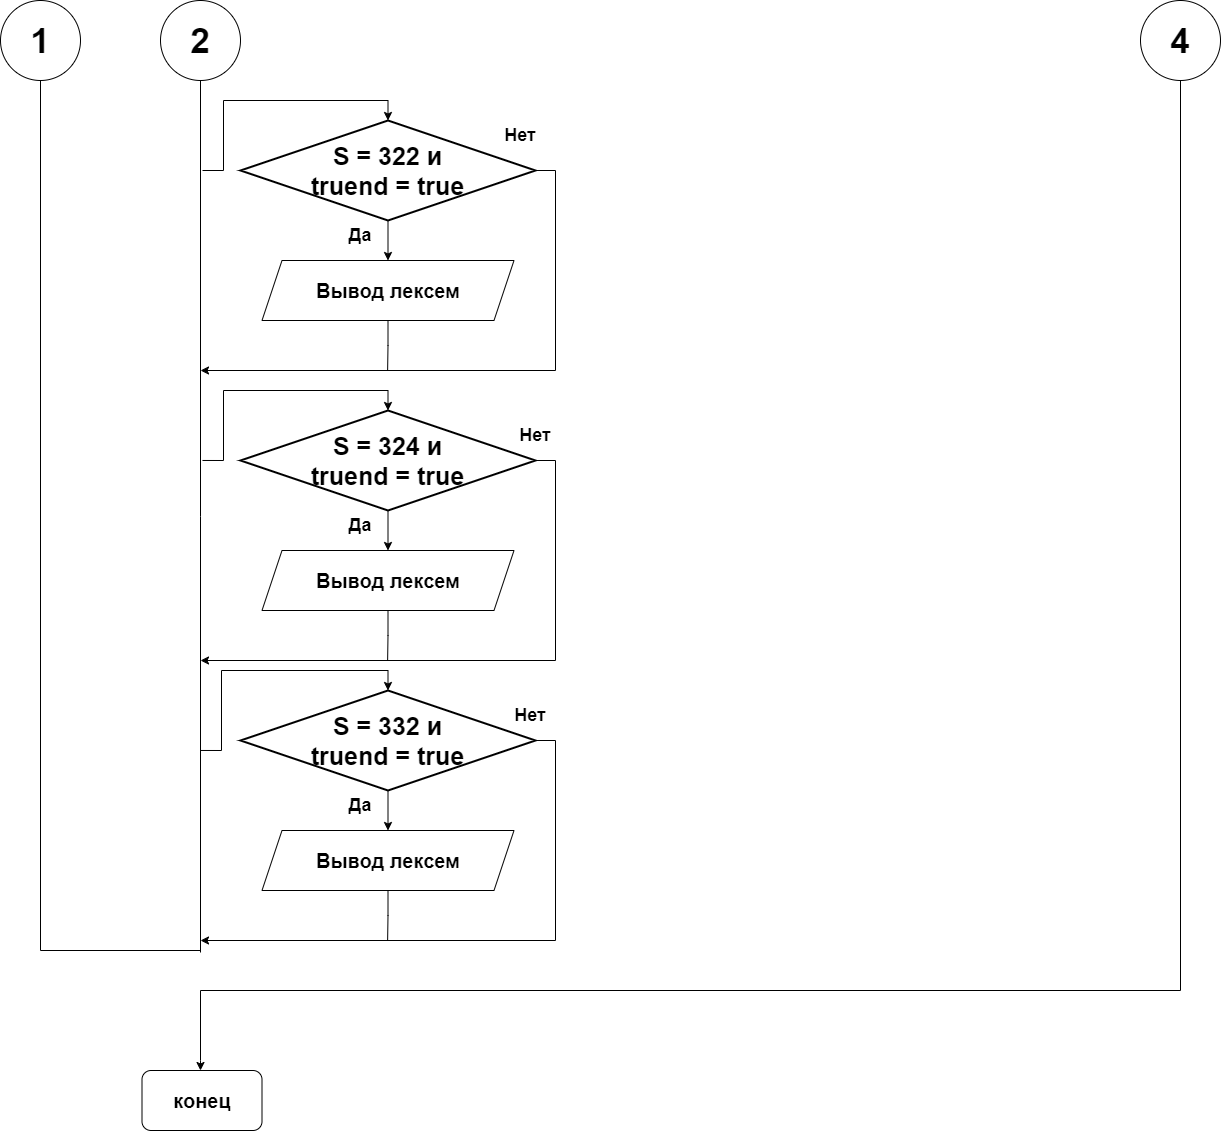 1
2
4
Нет
S = 322 и
truend = true
Да
Вывод лексем
Нет
S = 324 и
truend = true
Да
Вывод лексем
Нет
S = 332 и
truend = true
Да
Вывод лексем
конец